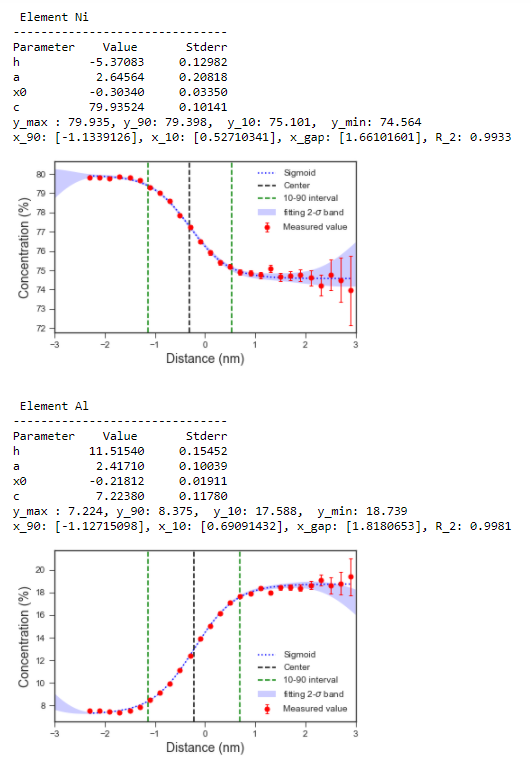 Element Ni
------------------------------
Parameter Value Stderr
h -5.37083 0.12982
a 2.64564 0.20818
x0 -0.30340 0.03350
c 79.93524 0.10141
y_max : 79.935, y_90: 79.398, y_10: 75.101, y_min: 74.564
x_90: [-1.1339126], x_10: [0.52710341], x_gap: [1.66101601], R_2: 0.9933
80
79
78
77
76
75
74
73
72
Concentration (%)
Sigmoid
Center
10-90 interval
fitting 2-σ band
Measured value
-3 -2 -1 0 1 2 3
Distance (nm)
Element Al
------------------------------
Parameter Value Stderr
h 11.51540 0.15452
a 2.41710 0.10039
x0 -0.21812 0.01911
c 7.22380 0.11780
y_max : 7.224, y_90: 8.375, y_10: 17.588, y_min: 18.739
x_90: [-1.12715098], x_10: [0.69091432], x_gap: [1.8180653], R_2: 0.9981
20
18
16
14
12
10
8
Concentration (%)
Sigmoid
Center
10-90 interval
fitting 2-σ band
Measured value
-3 -2 -1 0 1 2 3
Distance (nm)